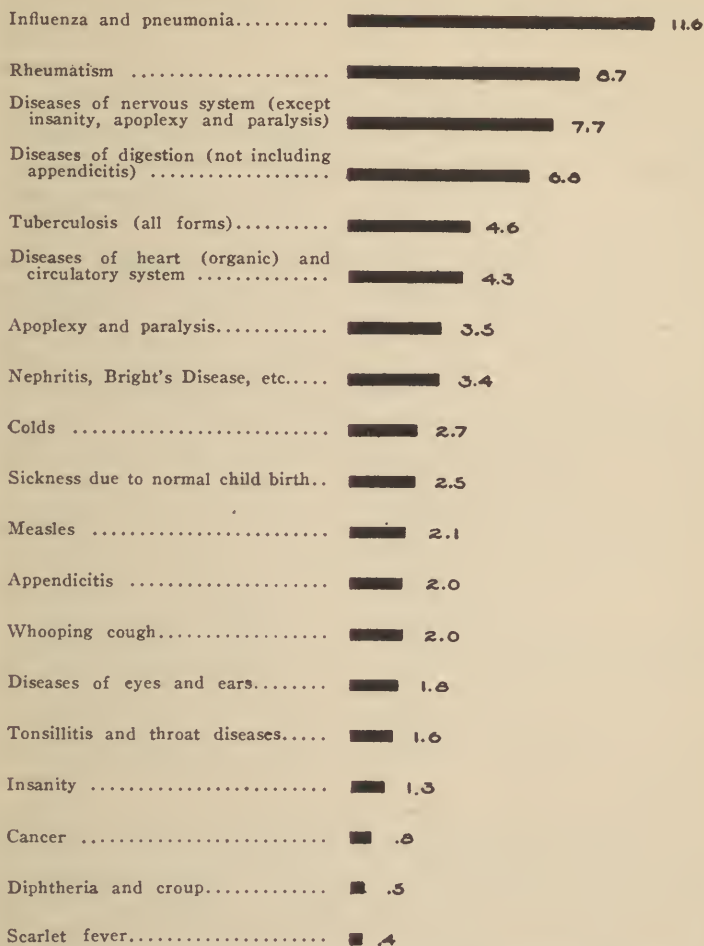 Influenza and pneumonia.......... 11.6
Rheumatism ..................... 8.7
Diseases of nervous system (except
insanity, apoplexy and paralysis) 7.7
Diseases of digestion (not including
appendicitis) ................... 6.8
Tuberculosis (all forms).......... 4.6
Diseases of heart (organic) and
circulatory system .............. 4.3
Apoplexy and paralysis............ 3.5
Nephritis, Bright's Disease, etc..... 3.4
Colds .......................... 2.7
Sickness due to normal child birth.. 2.5
Measles ........................ 2.1
Appendicitis .................... 2.0
Whooping cough................. 2.0
Diseases of eyes and ears........ 1.8
Tonsillitis and throat diseases..... 1.6
Insanity ........................ 1.3
Cancer ......................... .8
Diphtheria and croup............. .5
Scarlet fever.................... .4